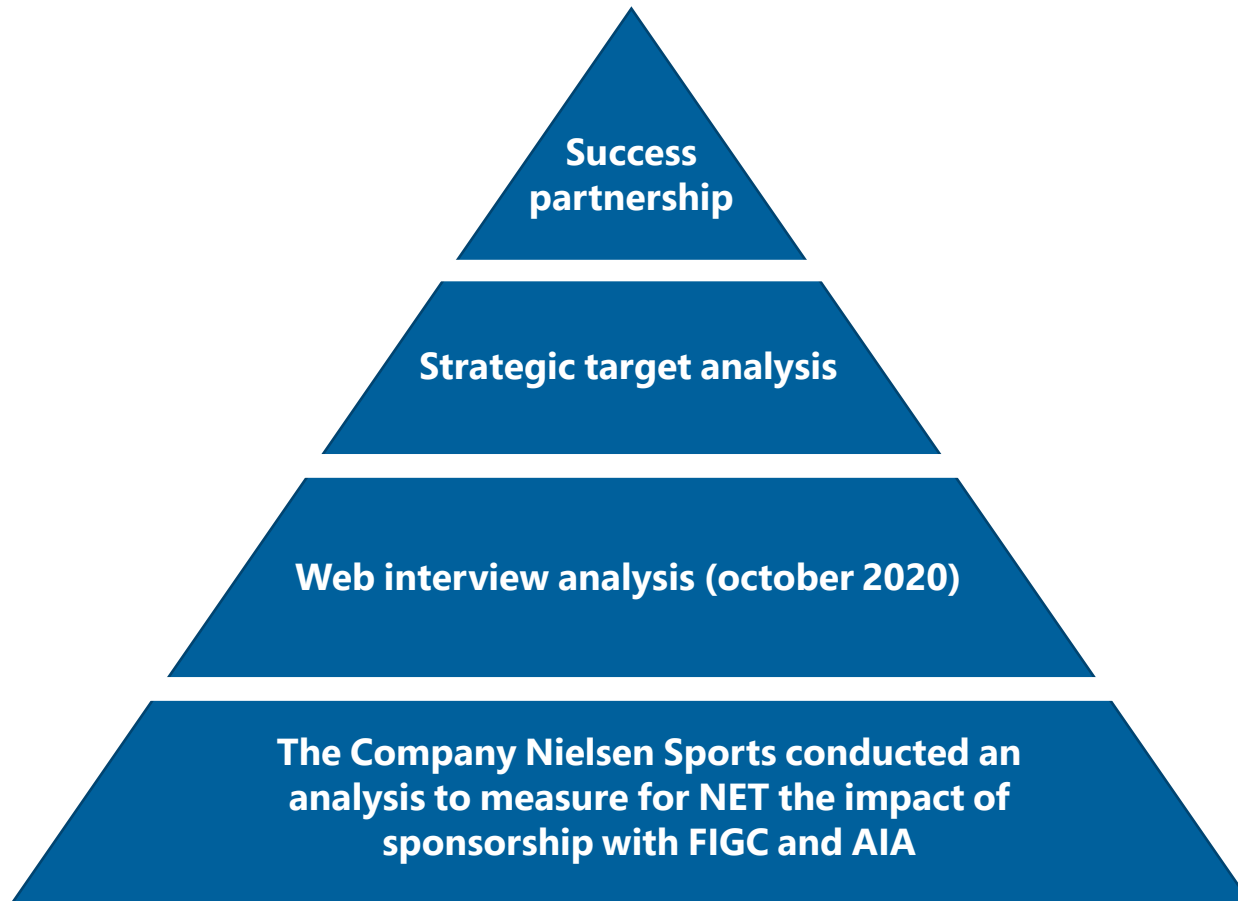 Success
partnership
Strategic target analysis
Web interview analysis (october 2020)
The Company Nielsen Sports conducted an
analysis to measure for NET the impact of
sponsorship with FIGC and AIA